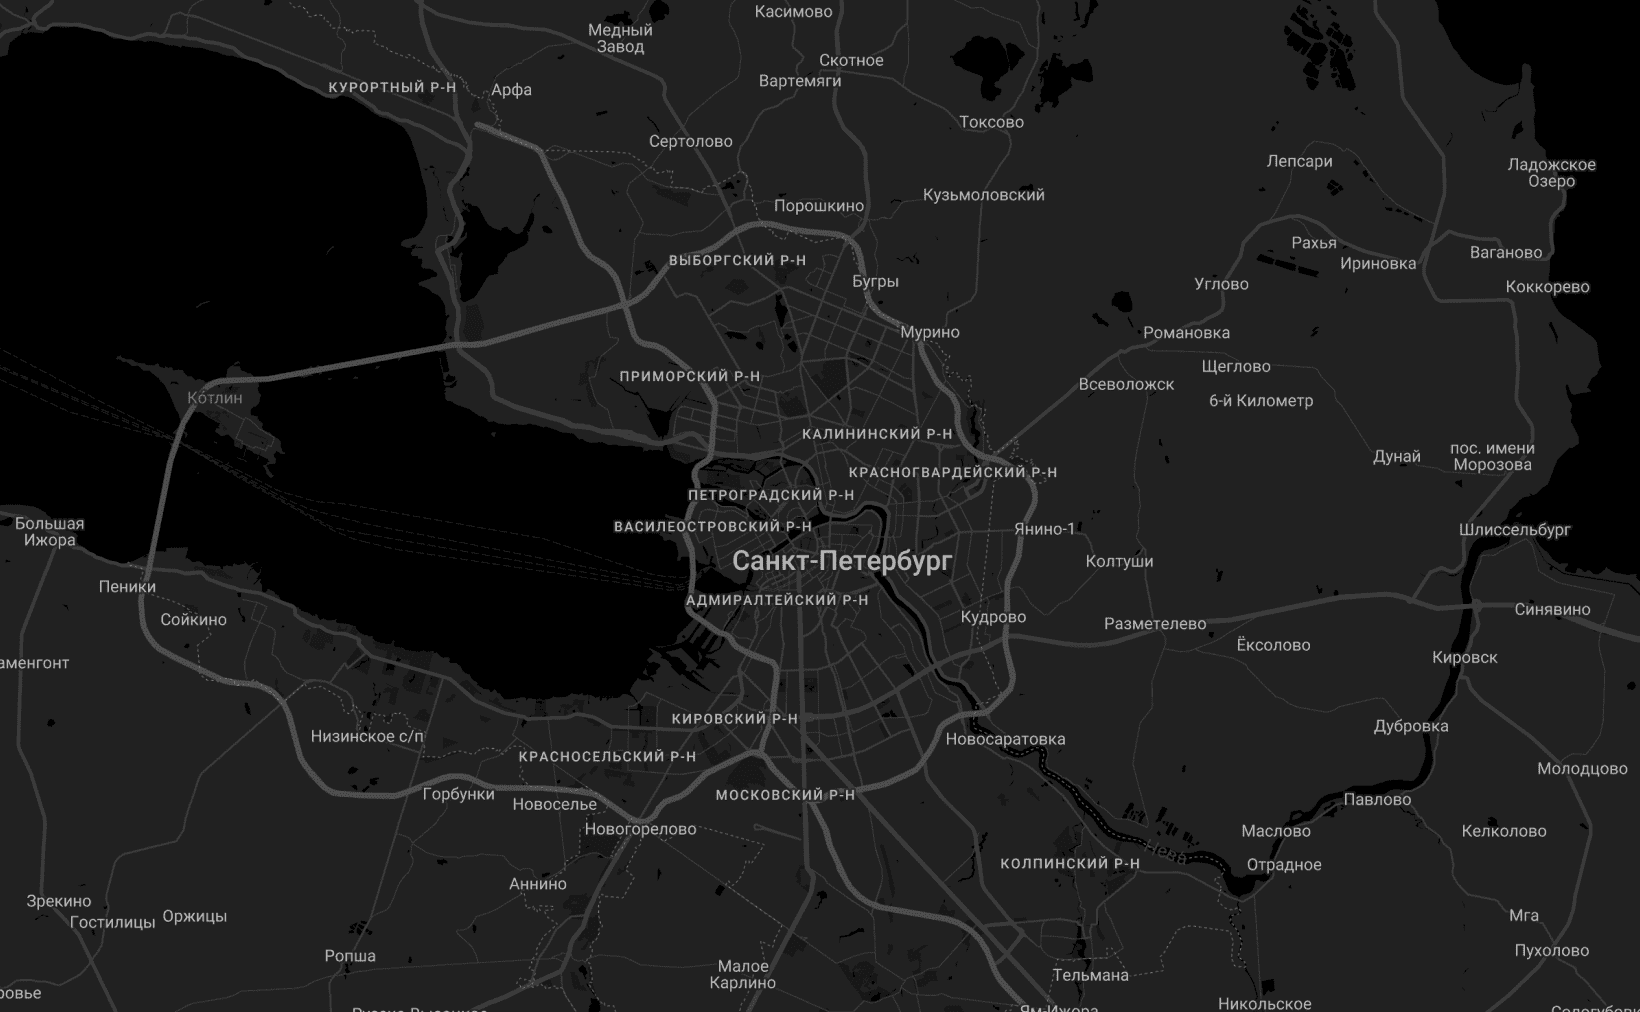 Касимово
Медный
Завод
Скотное
Вартемяги
КУРОРТНЫЙ Р-Н
Арфа
Токсово
Сертолово
Лепсари
Ладожское
Озеро
Кузьмоловский
Порошкино
Рахья
Ириновка
Ваганово
ВЫБОРГСКИЙ Р-Н
Бугры
Углово
Коккорево
Мурино
Романовка
Щеглово
ПРИМОРСКИЙ Р-Н
Всеволожск
Котлин
6-й Километр
КАЛИНИНСКИЙ Р-Н
Дунай
пос. имени
Морозова
КРАСНОГВАРДЕЙСКИЙ Р-Н
ПЕТРОГРАДСКИЙ Р-Н
Большая
Ижора
ВАСИЛЕОСТРОВСКИЙ Р-Н
Янино-1
Шлиссельбург
Санкт-Петербург
Колтуши
Пеники
АДМИРАЛТЕЙСКИЙ Р-Н
Синявино
Сойкино
Кудрово
Разметелево
Ёксолово
аменгонт
Кировск
КИРОВСКИЙ Р-Н
Дубровка
Низинское с/п
Новосаратовка
КРАСНОСЕЛЬСКИЙ Р-Н
Молодцово
Горбунки
Новоселье
МОСКОВСКИЙ Р-Н
Павлово
Новогорелово
Маслово
Келколово
Нева
КОЛПИНСКИЙ Р-Н
Отрадное
Аннино
Зрекино
Гостилицы
Оржицы
Мга
Пухолово
Ропша
Малое
Карлино
Тельмана
ровье
Никольское
Ям-Ижора